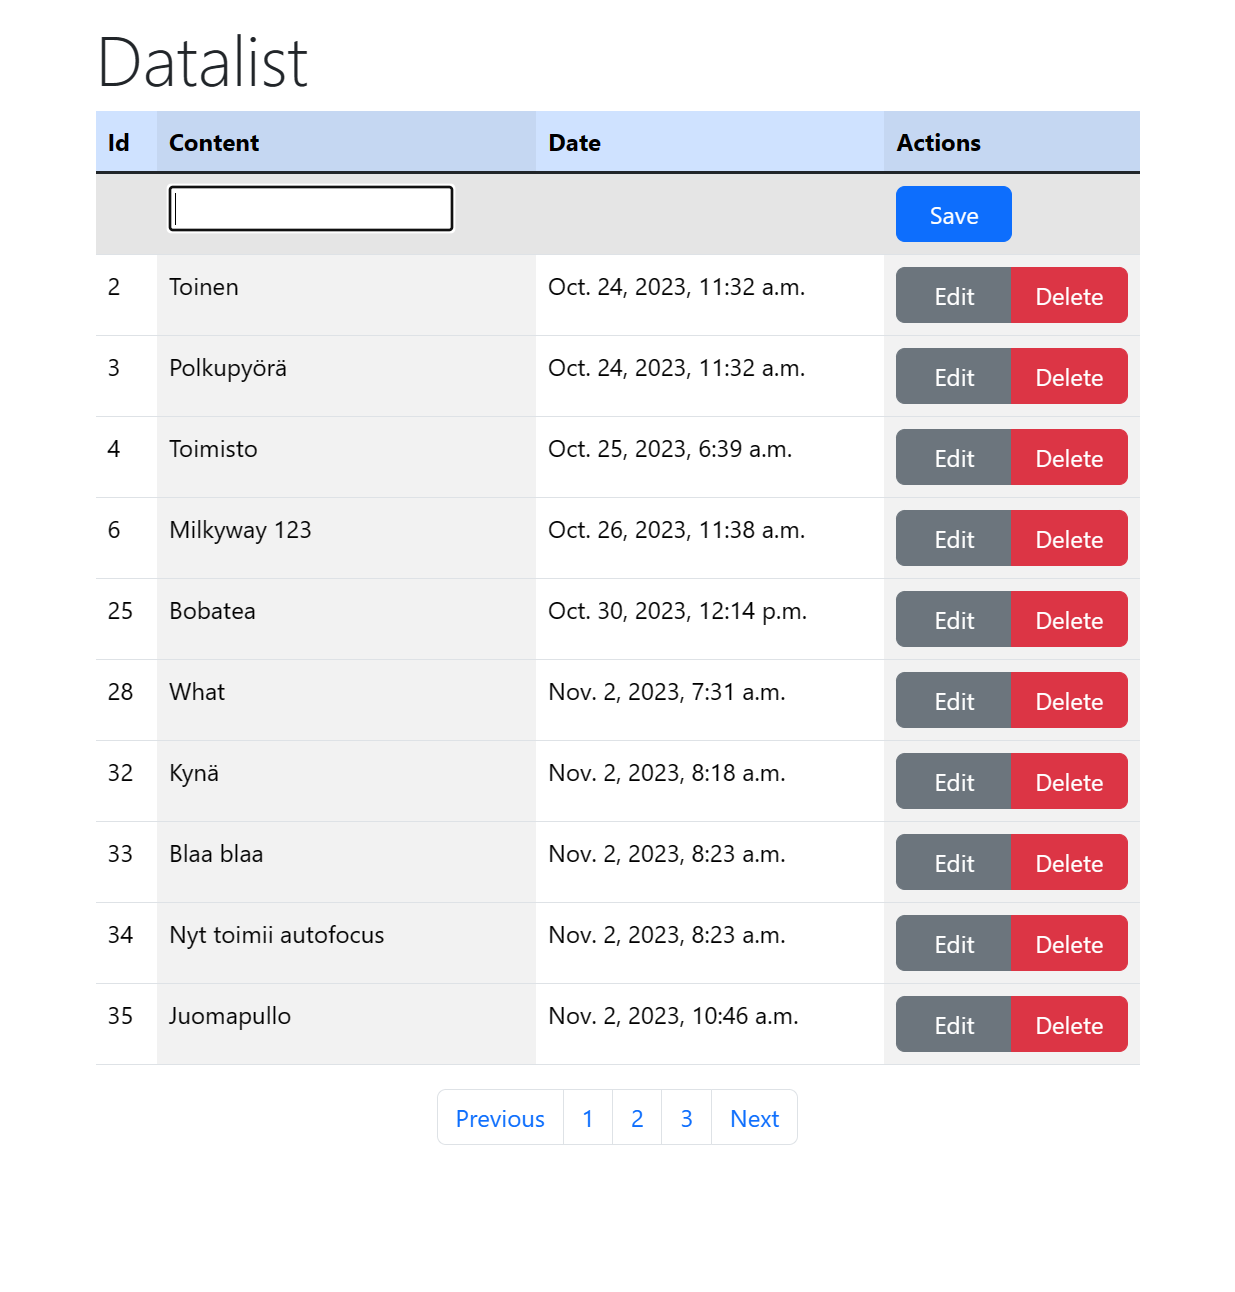 Datalist
Id Content Date Actions
Save
2 Toinen Oct. 24, 2023, 11:32 a.m. Edit Delete
3 Polkupyörä Oct. 24, 2023, 11:32 a.m. Edit Delete
4 Toimisto Oct. 25, 2023, 6:39 a.m. Edit Delete
6 Milkyway 123 Oct. 26, 2023, 11:38 a.m. Edit Delete
25 Bobatea Oct. 30, 2023, 12:14 p.m. Edit Delete
28 What Nov. 2, 2023, 7:31 a.m. Edit Delete
32 Kynä Nov. 2, 2023, 8:18 a.m. Edit Delete
33 Blaa blaa Nov. 2, 2023, 8:23 a.m. Edit Delete
34 Nyt toimii autofocus Nov. 2, 2023, 8:23 a.m. Edit Delete
35 Juomapullo Nov. 2, 2023, 10:46 a.m. Edit Delete
Previous 1 2 3 Next